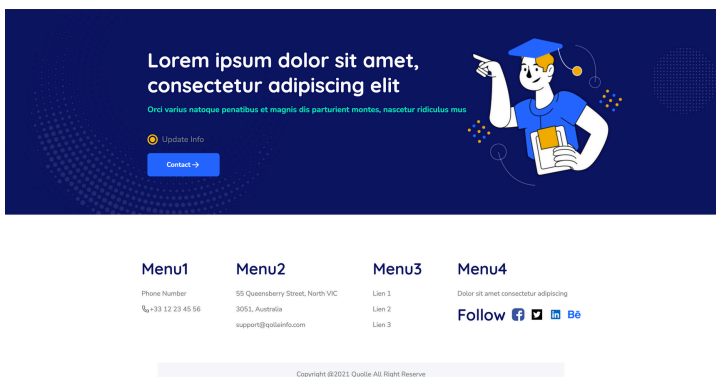 Lorem ipsum dolor sit amet,
consectetur adipiscing elit
Orci varius natoque penatibus et magnis dis parturient montes, nascetur ridiculus mus
Update Info
Contact →
Menu1
Phone Number
+33 12 23 45 56
Menu2
55 Queensberry Street, North VIC
3051, Australia
support@qolleinfo.com
Menu3
Lien 1
Lien 2
Lien 3
Menu4
Dolor sit amet consectetur adipiscing
Follow
Copyright @2021 Quolle All Right Reserve